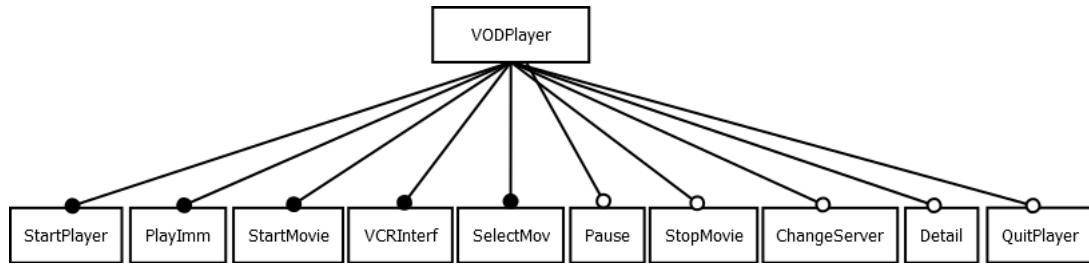 VODPlayer
StartPlayer
PlayImm
StartMovie
VCRInterf
SelectMov
Pause
StopMovie
ChangeServer
Detail
QuitPlayer